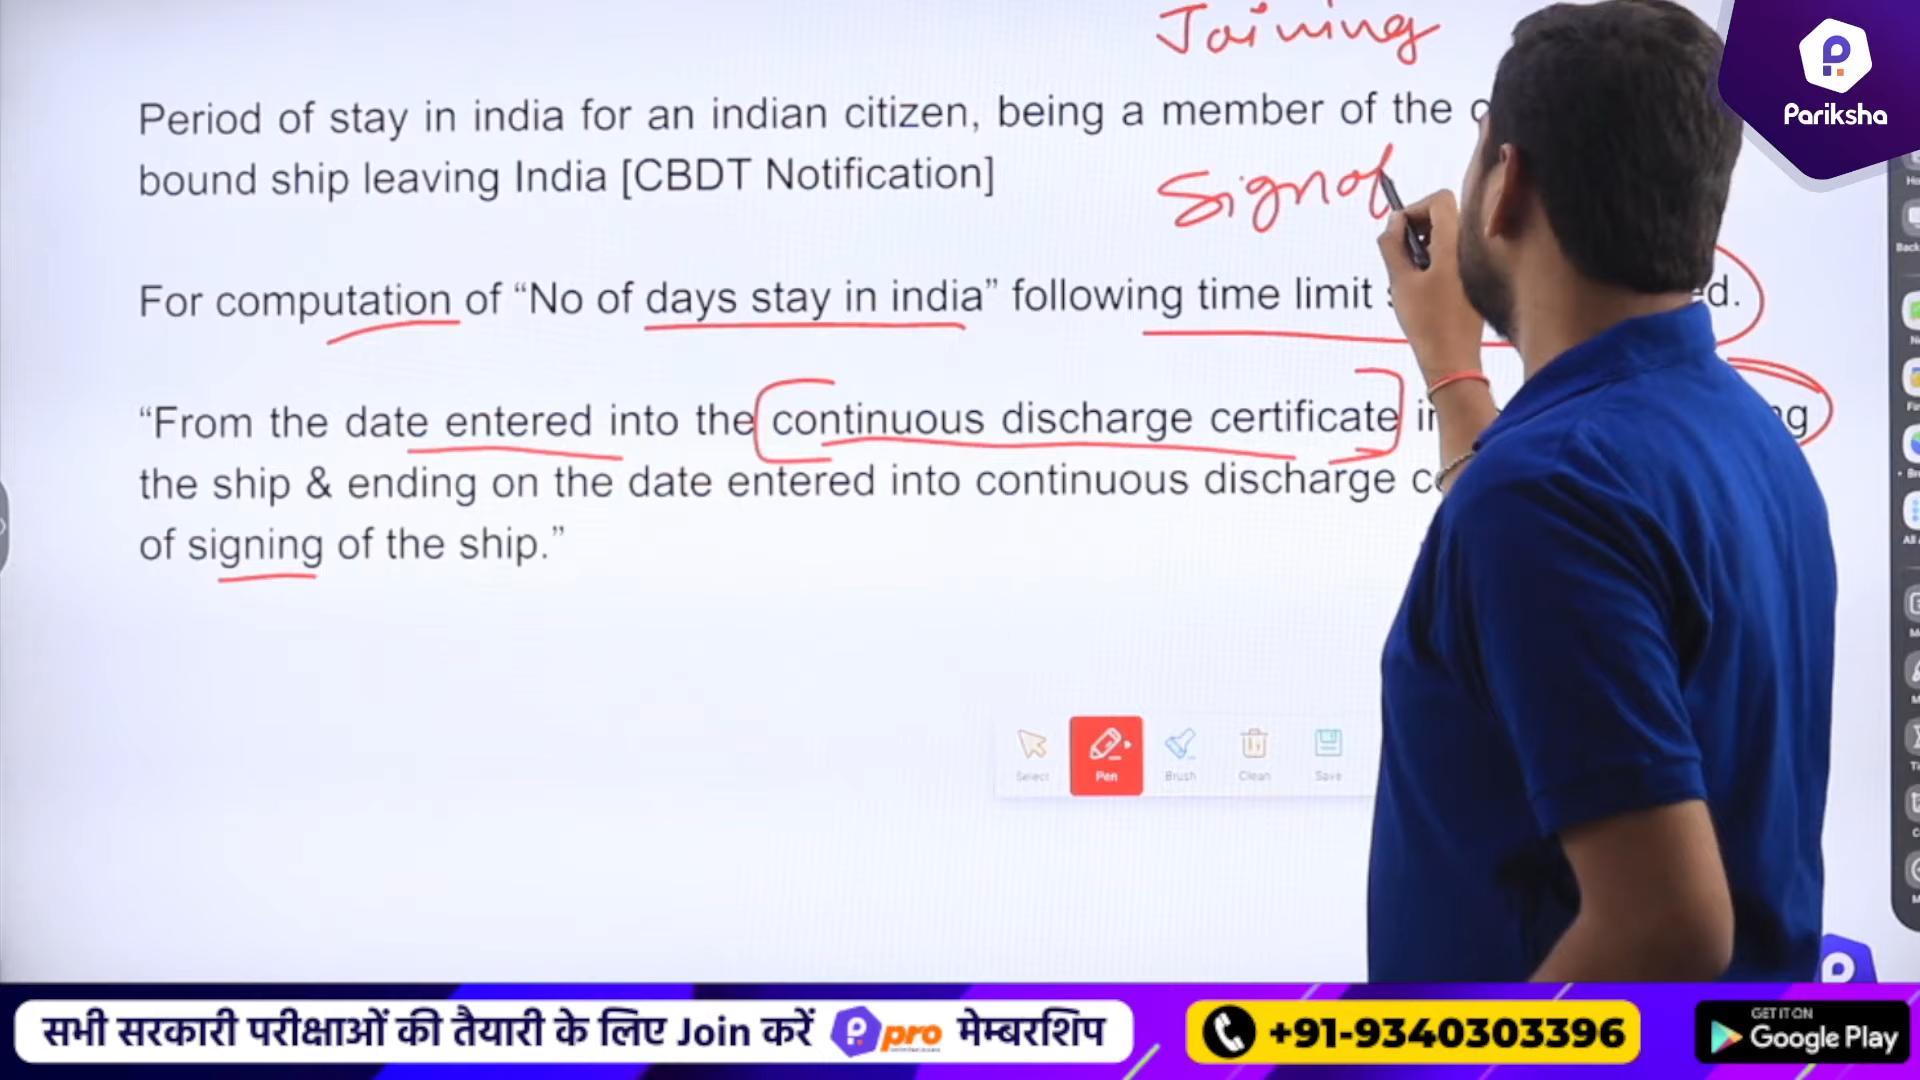 Joining
Pariksha
Period of stay in india for an indian citizen, being a member of the
bound ship leaving India [CBDT Notification]
Signof
For computation of “No of days stay in india” following time limit
“From the date entered into the continuous discharge certificate
the ship & ending on the date entered into continuous discharge
of signing of the ship.”
Select Pen Brush Clean Save
सभी सरकारी परीक्षाओं की तैयारी के लिए Join करें pro मेम्बरशिप
+91-9340303396
GET IT ON
Google Play